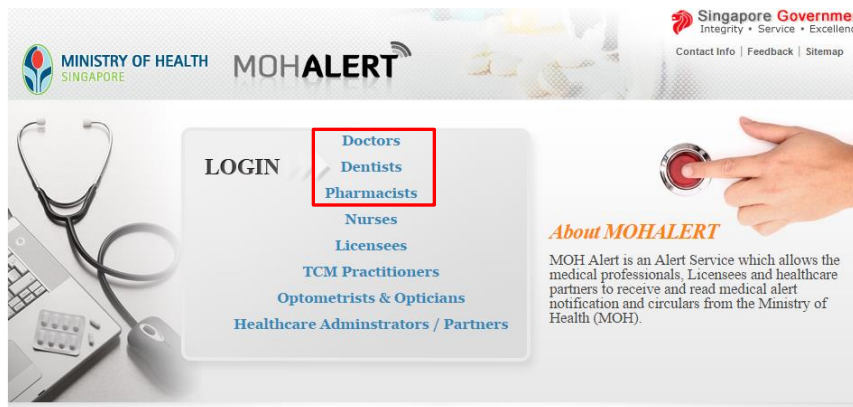 Singapore Governme
Integrity • Service • Excellenc
Contact Info | Feedback | Sitemap
MINISTRY OF HEALTH
SINGAPORE
MOHALERT
LOGIN
Doctors
Dentists
Pharmacists
Nurses
Licensees
TCM Practitioners
Optometrists & Opticians
Healthcare Adminstrators / Partners
About MOHALERT
MOH Alert is an Alert Service which allows the
medical professionals, Licensees and healthcare
partners to receive and read medical alert
notification and circulars from the Ministry of
Health (MOH).